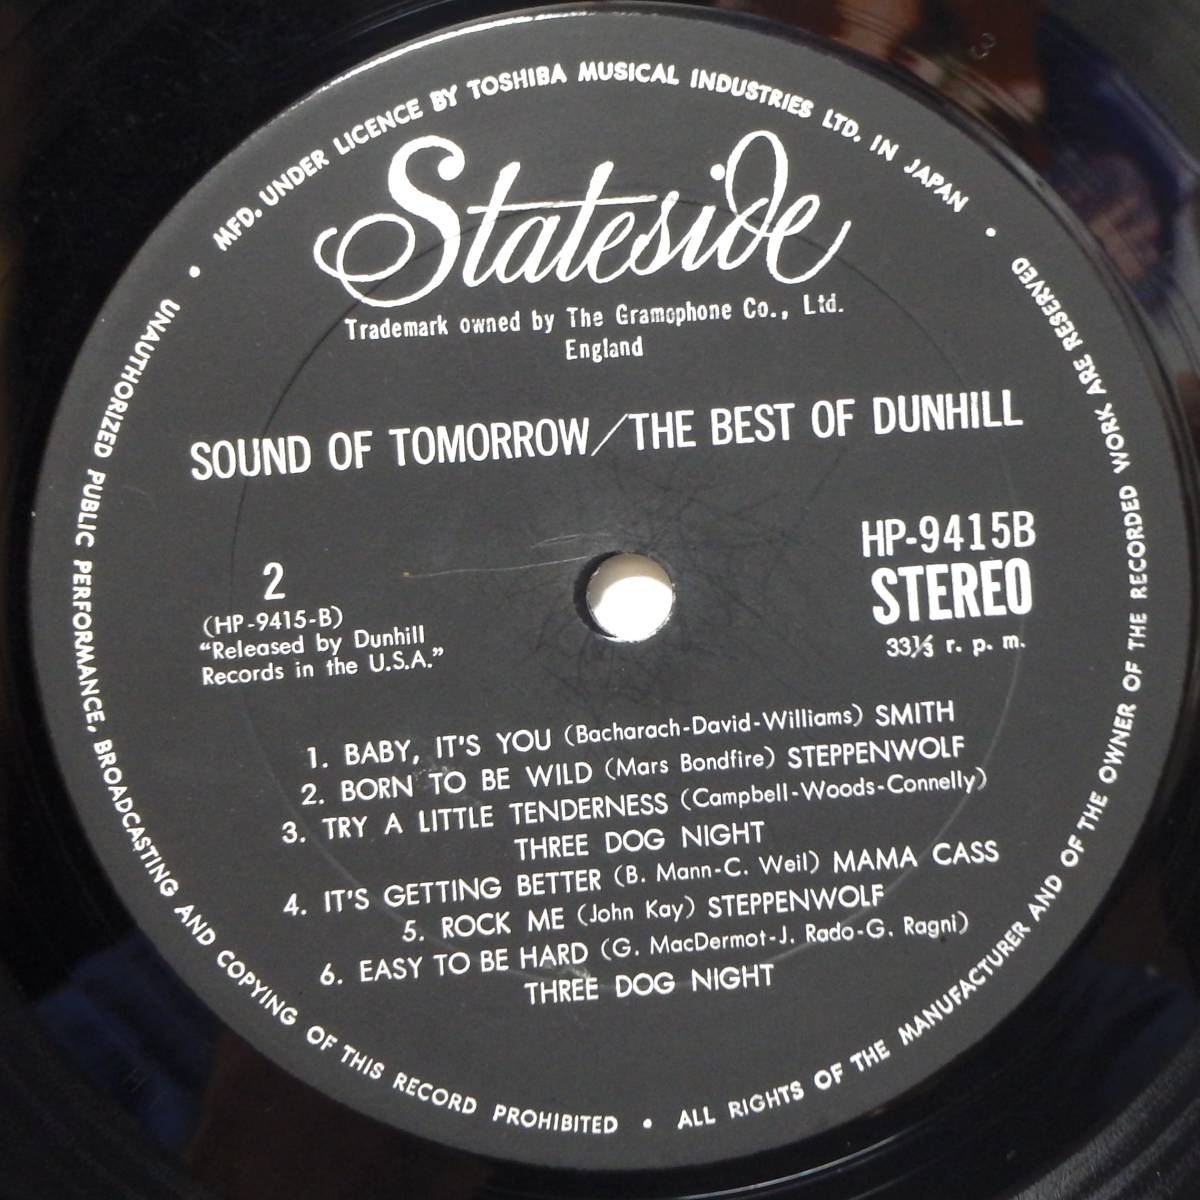 MFD. UNDER LICENCE BY TOSHIBA MUSICAL INDUSTRIES LTD. IN JAPAN •
Stateside
Trademark owned by The Gramophone Co., Ltd.
England
SOUND OF TOMORROW/THE BEST OF DUNHILL
HP-9415B
STEREO
33⅓ r. p. m.
2
(HP-9415-B)
“Released by Dunhill
Records in the U.S.A.”
1. BABY, IT'S YOU (Bacharach-David-Williams) SMITH
2. BORN TO BE WILD (Mars Bondfire) STEPPENWOLF
3. TRY A LITTLE TENDERNESS (Campbell-Woods-Connelly)
THREE DOG NIGHT
4. IT'S GETTING BETTER (B. Mann-C. Weil) MAMA CASS
5. ROCK ME (John Kay) STEPPENWOLF
6. EASY TO BE HARD (G. MacDermot-J. Rado-G. Ragni)
THREE DOG NIGHT
• UNAUTHORIZED PUBLIC PERFORMANCE, BROADCASTING AND COPYING OF THIS RECORD PROHIBITED •
ALL RIGHTS OF THE MANUFACTURER AND OF THE OWNER OF THE RECORDED WORK ARE RESERVED